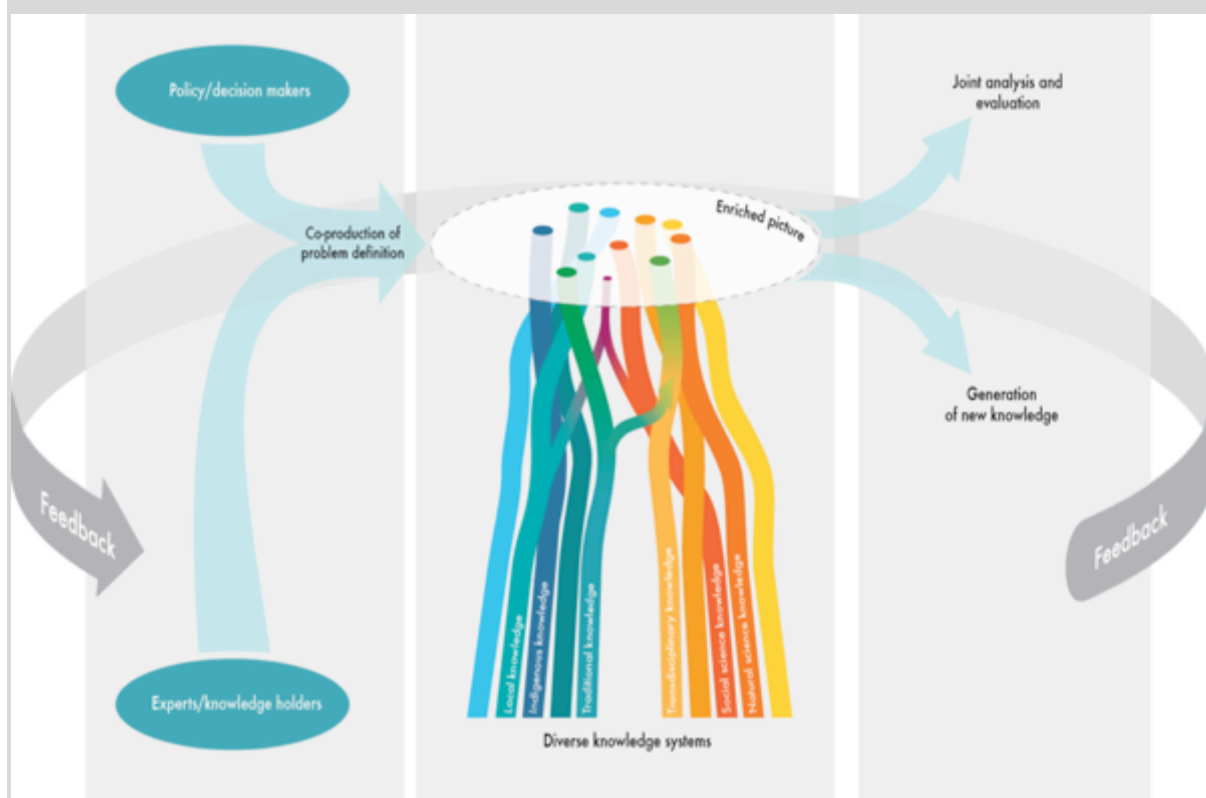 Policy/decision makers
Co-production of
problem definition
Experts/knowledge holders
Feedback
Enriched picture
Local knowledge
Indigenous knowledge
Traditional knowledge
Transdisciplinary knowledge
Social science knowledge
Natural science knowledge
Diverse knowledge systems
Joint analysis and
evaluation
Generation
of new knowledge
Feedback